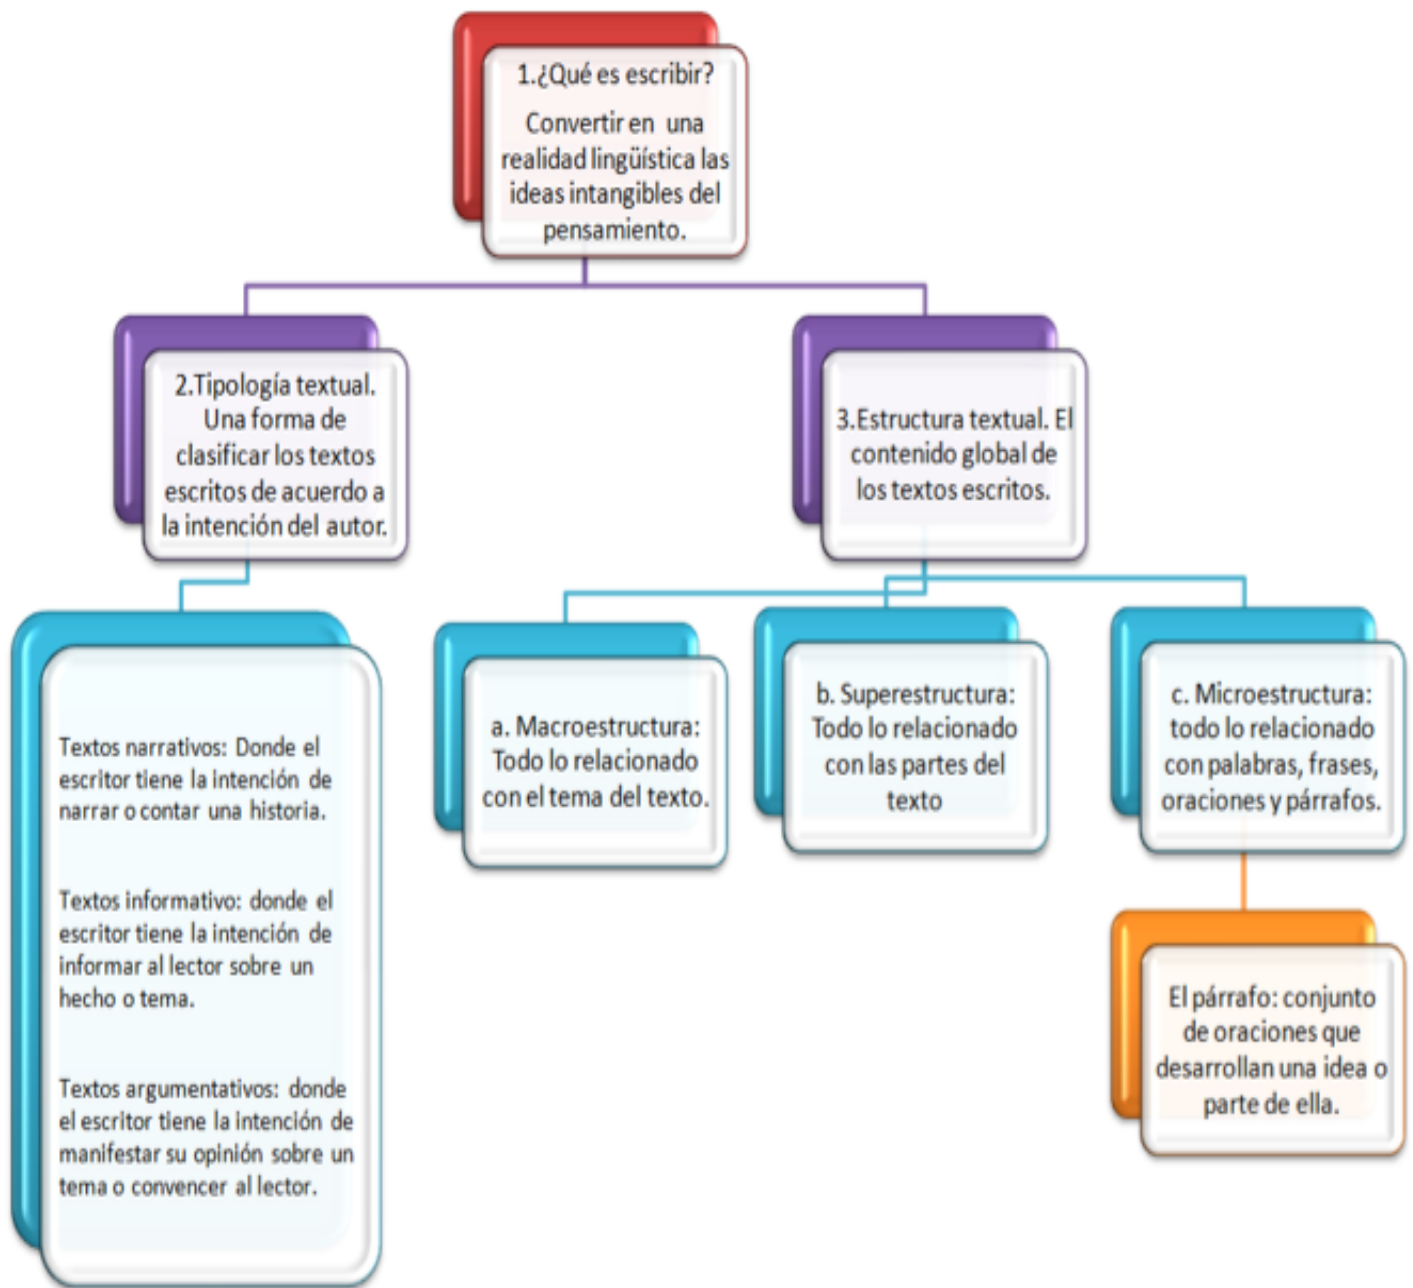 1.¿Qué es escribir?
Convertir en una
realidad lingüística las
ideas intangibles del
pensamiento.
2.Tipología textual.
Una forma de
clasificar los textos
escritos de acuerdo a
la intención del autor.
3.Estructura textual. El
contenido global de
los textos escritos.
Textos narrativos: Donde el
escritor tiene la intención de
narrar o contar una historia.
Textos informativo: donde el
escritor tiene la intención de
informar al lector sobre un
hecho o tema.
Textos argumentativos: donde
el escritor tiene la intención de
manifestar su opinión sobre un
tema o convencer al lector.
a. Macroestructura:
Todo lo relacionado
con el tema del texto.
b. Superestructura:
Todo lo relacionado
con las partes del
texto
c. Microestructura:
todo lo relacionado
con palabras, frases,
oraciones y párrafos.
El párrafo: conjunto
de oraciones que
desarrollan una idea o
parte de ella.